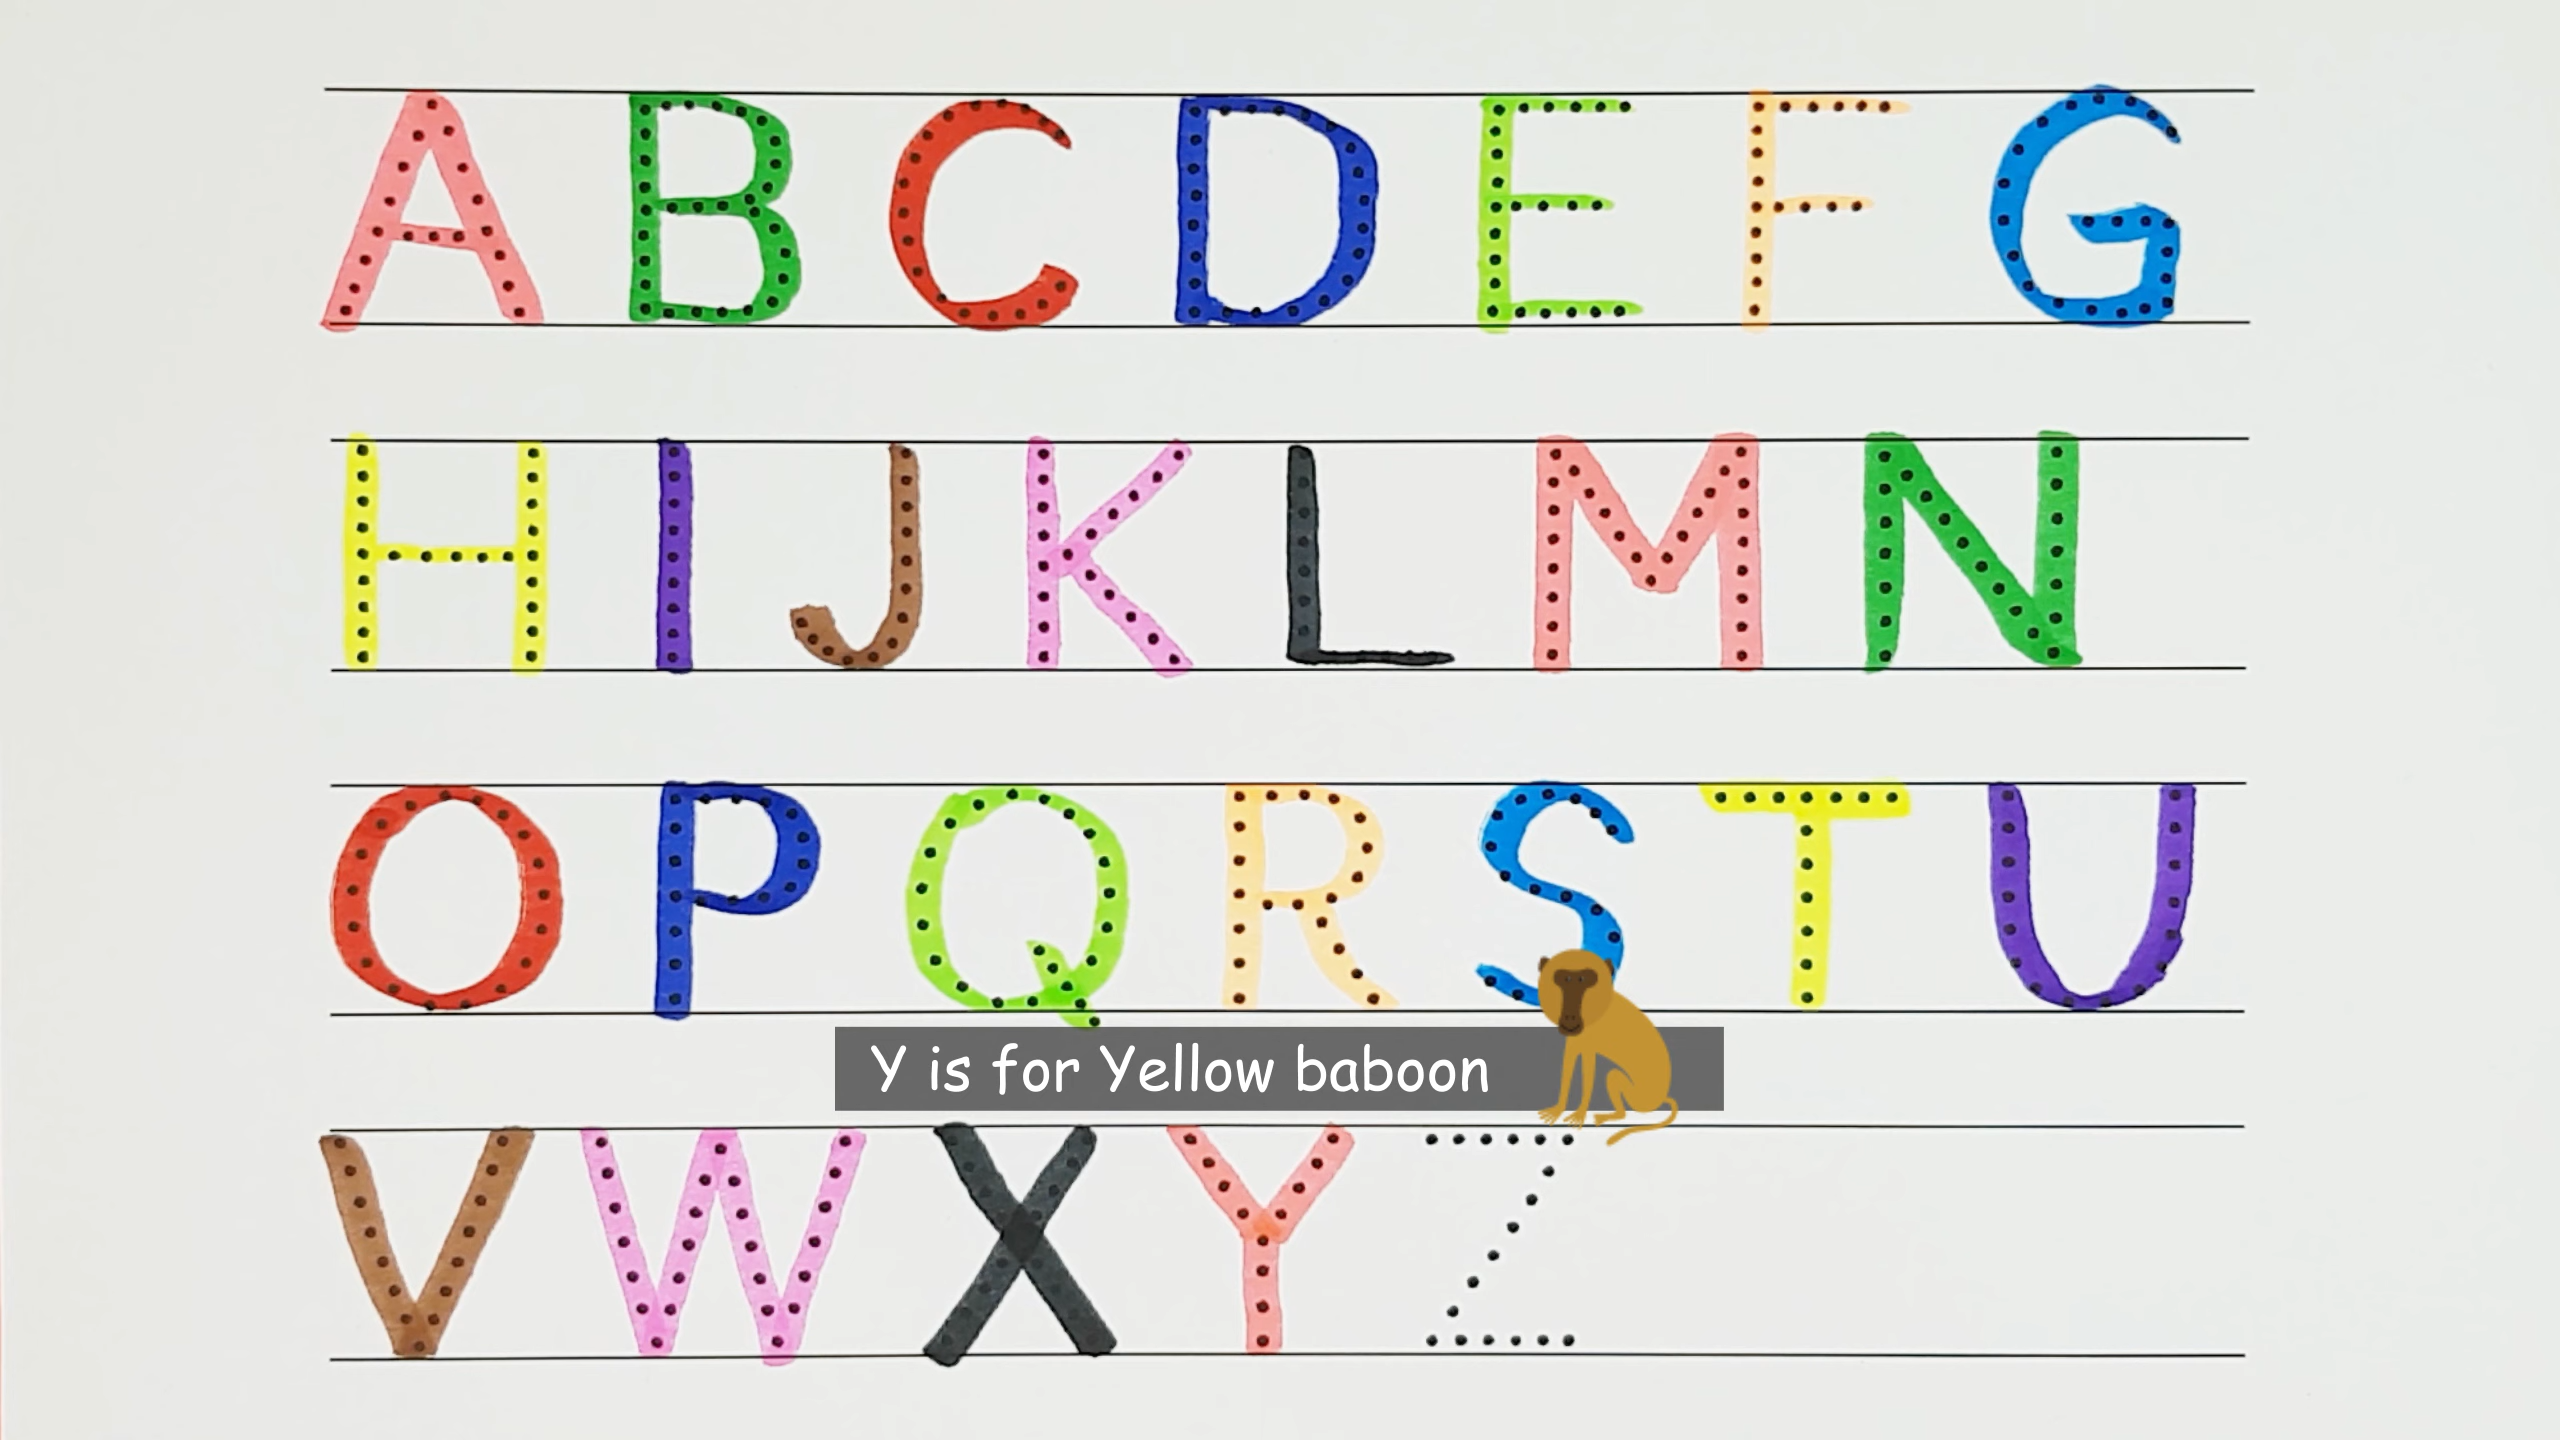 A B C D E F G
H I J K L M N
O P Q R S T U
Y is for Yellow baboon
V W X Y Z